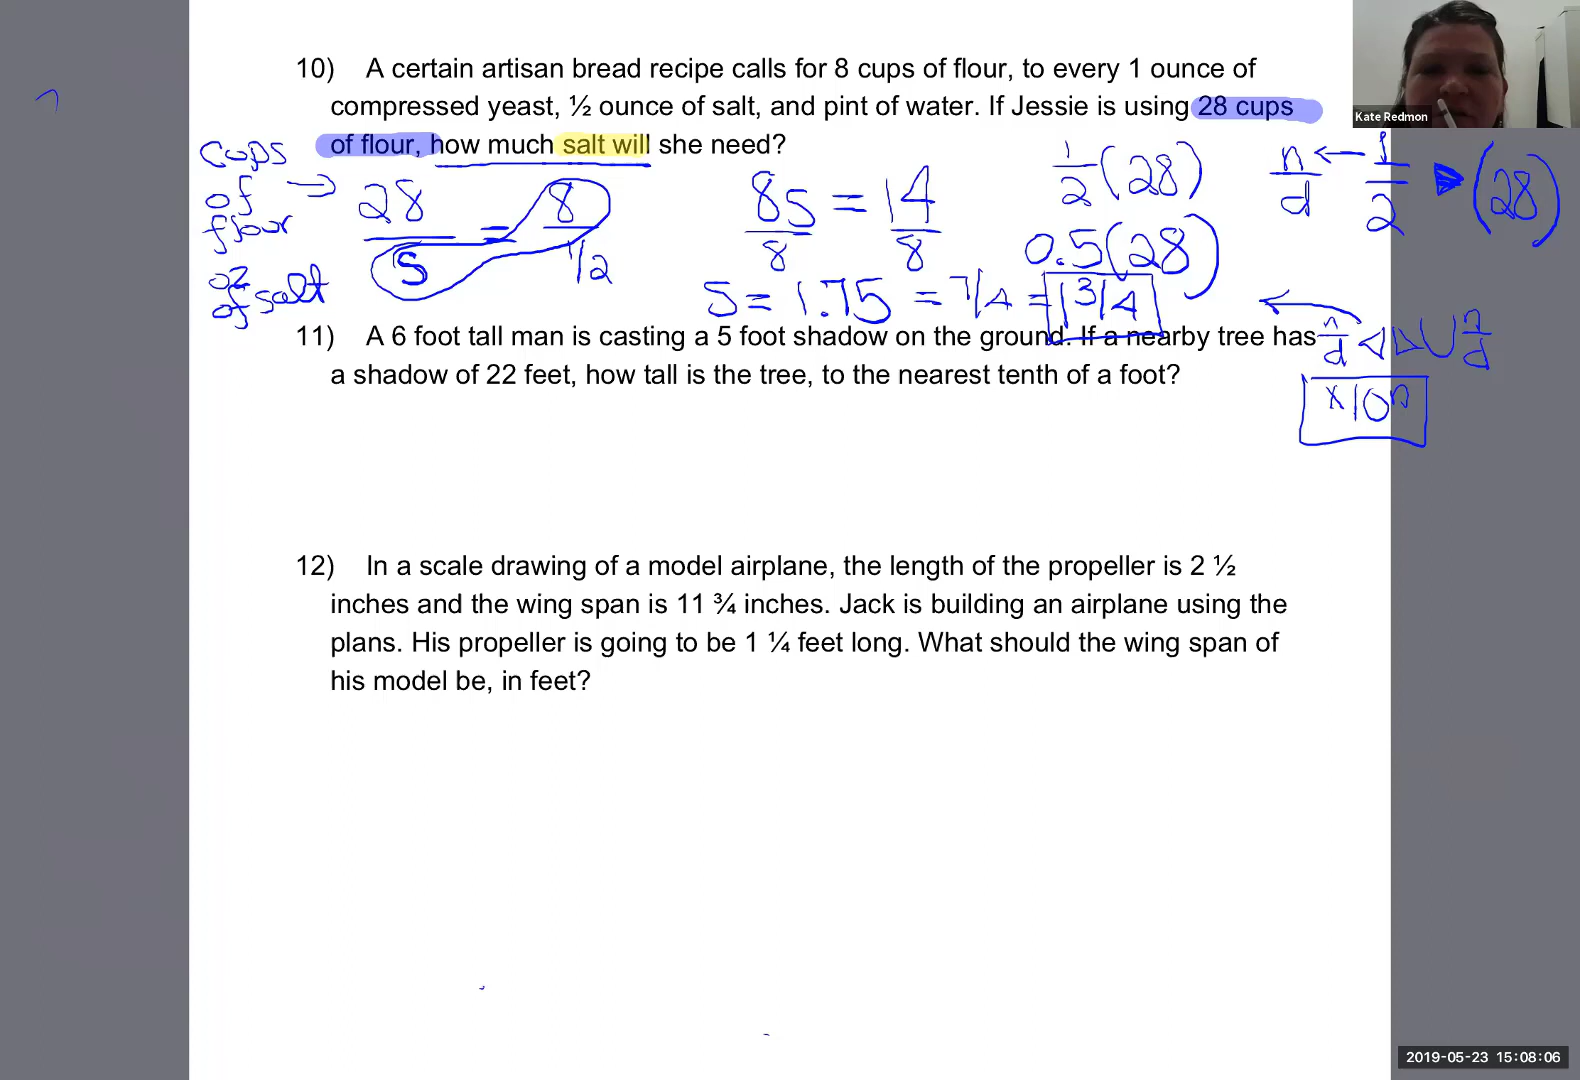 10) A certain artisan bread recipe calls for 8 cups of flour, to every 1 ounce of
compressed yeast, ½ ounce of salt, and pint of water. If Jessie is using 28 cups
of flour, how much salt will she need?
Kate Redmon
cups
of →
flour
oz
of salt
28/S = 8/1/2
8S/8 = 14/8
S = 1.75 = 7/4 = 1 3/4
1/2 (28)
0.5(28)
n/d ← 1/2 ▶ (28)
11) A 6 foot tall man is casting a 5 foot shadow on the ground. If a nearby tree has
a shadow of 22 feet, how tall is the tree, to the nearest tenth of a foot?
n/d ◁ ▷ U n/d
x10ⁿ
12) In a scale drawing of a model airplane, the length of the propeller is 2 ½
inches and the wing span is 11 ¾ inches. Jack is building an airplane using the
plans. His propeller is going to be 1 ¼ feet long. What should the wing span of
his model be, in feet?
2019-05-23 15:08:06